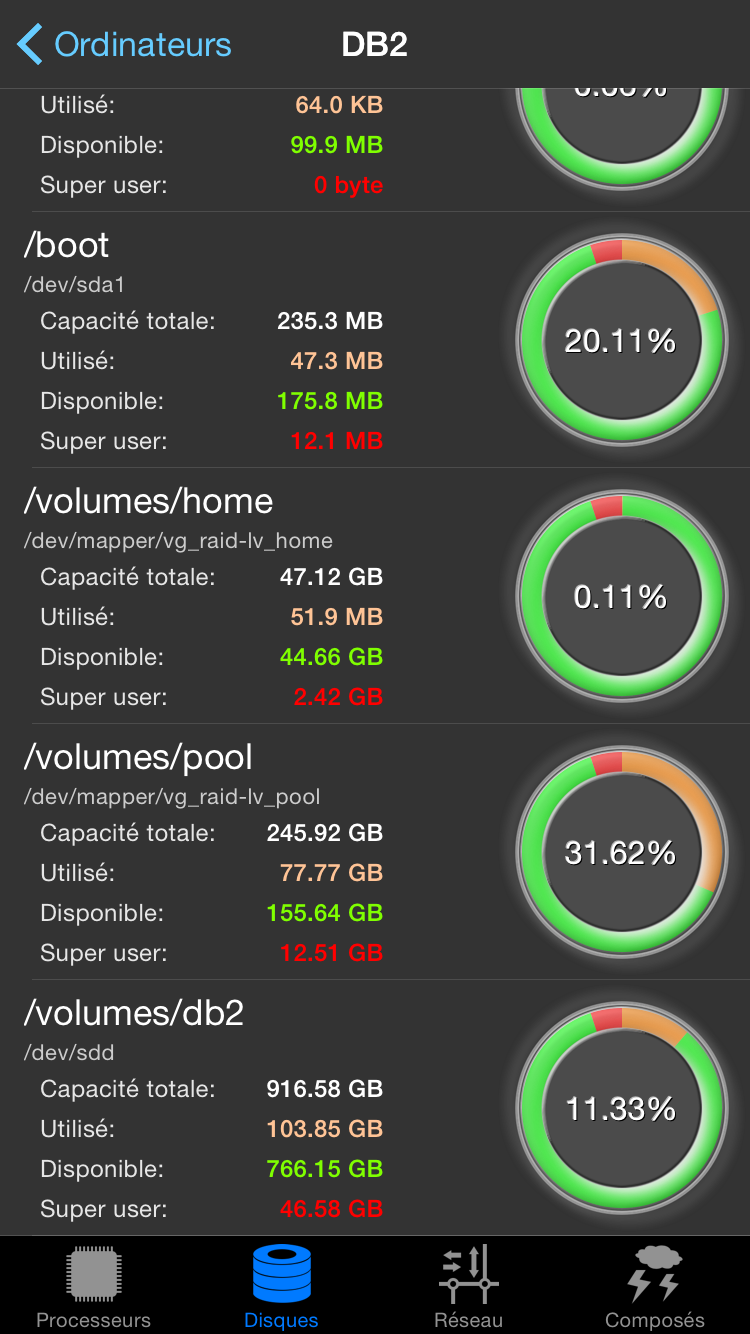 Ordinateurs DB2
Utilisé: 64.0 KB
Disponible: 99.9 MB
Super user: 0 byte
/boot
/dev/sda1
Capacité totale: 235.3 MB
Utilisé: 47.3 MB
20.11%
Disponible: 175.8 MB
Super user: 12.1 MB
/volumes/home
/dev/mapper/vg_raid-lv_home
Capacité totale: 47.12 GB
Utilisé: 51.9 MB
0.11%
Disponible: 44.66 GB
Super user: 2.42 GB
/volumes/pool
/dev/mapper/vg_raid-lv_pool
Capacité totale: 245.92 GB
Utilisé: 77.77 GB
31.62%
Disponible: 155.64 GB
Super user: 12.51 GB
/volumes/db2
/dev/sdd
Capacité totale: 916.58 GB
Utilisé: 103.85 GB
11.33%
Disponible: 766.15 GB
Super user: 46.58 GB
Processeurs Disques Réseau Composés